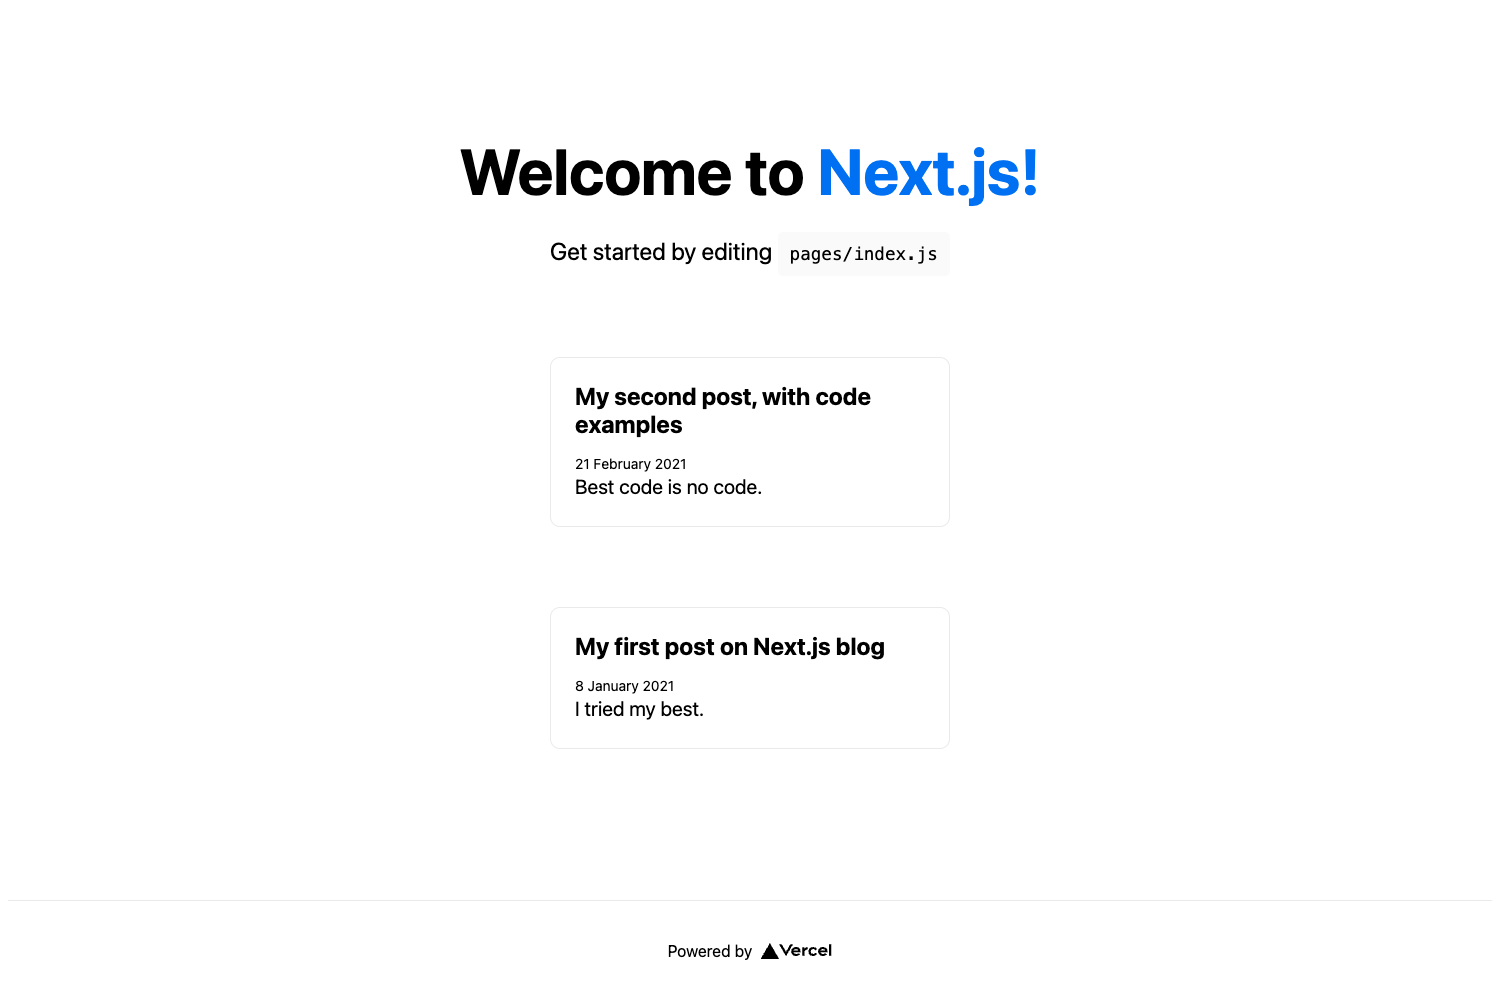 Welcome to Next.js!
Get started by editing pages/index.js
My second post, with code
examples
21 February 2021
Best code is no code.
My first post on Next.js blog
8 January 2021
I tried my best.
Powered by Vercel